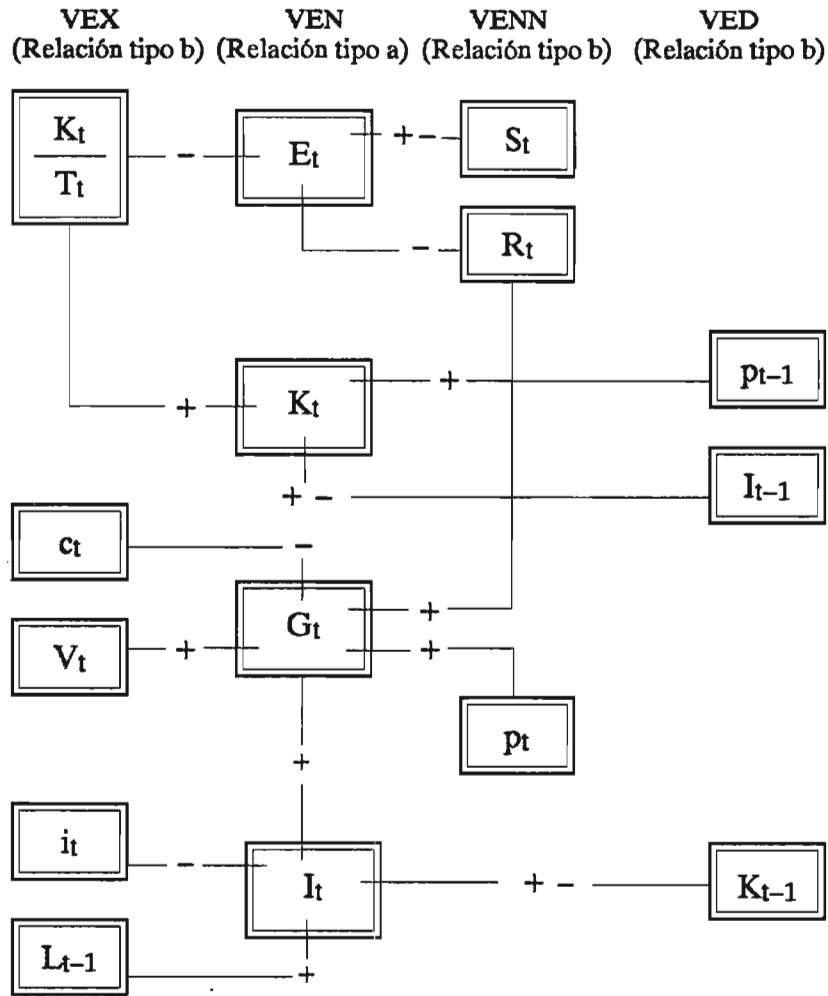 VEX VEN VENN VED
(Relación tipo b) (Relación tipo a) (Relación tipo b) (Relación tipo b)
Kt
Tt
− Et + − St
− Rt
+ Kt + pt−1
+ − It−1
ct −
Vt + Gt +
+
pt
+
it − It + − Kt−1
Lt−1 +